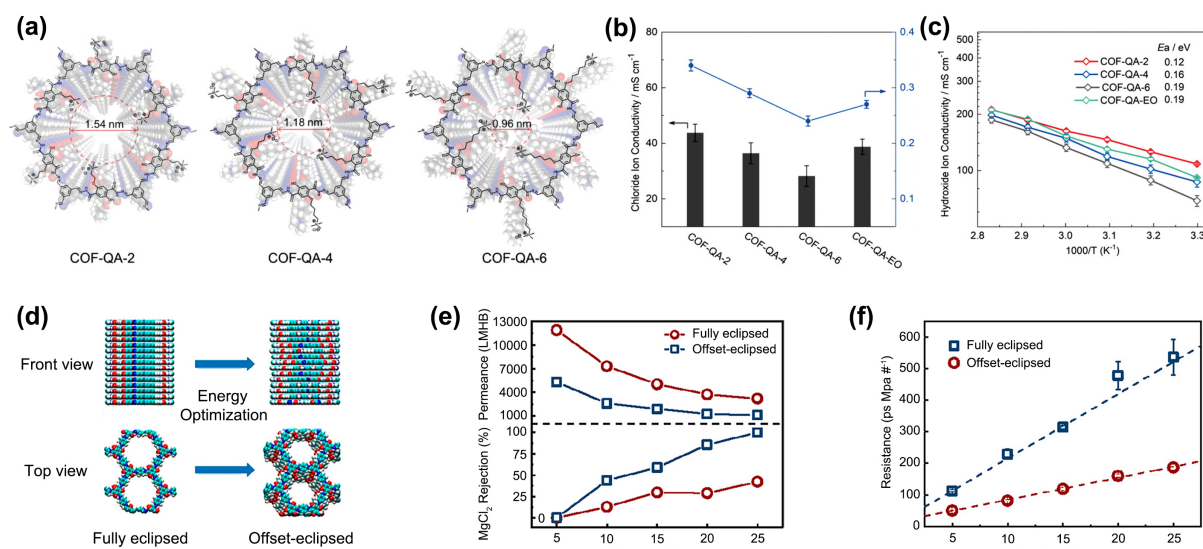 (a)
1.54 nm
1.18 nm
0.96 nm
COF-QA-2
COF-QA-4
COF-QA-6
(b)
Chloride Ion Conductivity / mS cm⁻¹
80
60
40
20
0.4
0.3
0.2
0.1
COF-QA-2
COF-QA-4
COF-QA-6
COF-QA-EO
(c)
Hydroxide Ion Conductivity / mS cm⁻¹
500
400
300
200
100
Ea / eV
COF-QA-2 0.12
COF-QA-4 0.16
COF-QA-6 0.19
COF-QA-EO 0.19
2.8 2.9 3.0 3.1 3.2 3.3
1000/T (K⁻¹)
(d)
Front view
Energy
Optimization
Top view
Fully eclipsed
Offset-eclipsed
(e)
Permeance (LMHB)
13000
10000
7000
4000
1000
Fully eclipsed
Offset-eclipsed
MgCl₂ Rejection (%)
100
75
50
25
0
5 10 15 20 25
(f)
Resistance (ps Mpa #⁻¹)
600
500
400
300
200
100
0
Fully eclipsed
Offset-eclipsed
5 10 15 20 25